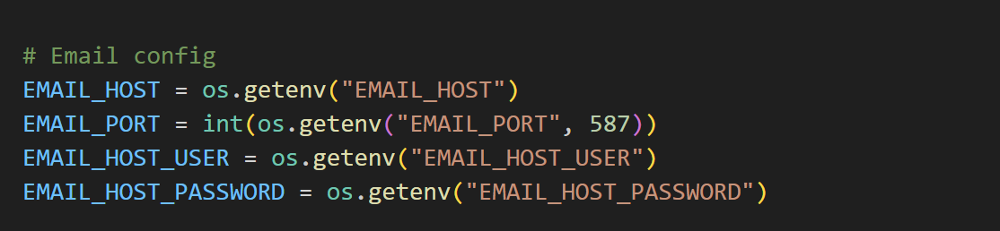 # Email config
EMAIL_HOST = os.getenv("EMAIL_HOST")
EMAIL_PORT = int(os.getenv("EMAIL_PORT", 587))
EMAIL_HOST_USER = os.getenv("EMAIL_HOST_USER")
EMAIL_HOST_PASSWORD = os.getenv("EMAIL_HOST_PASSWORD")